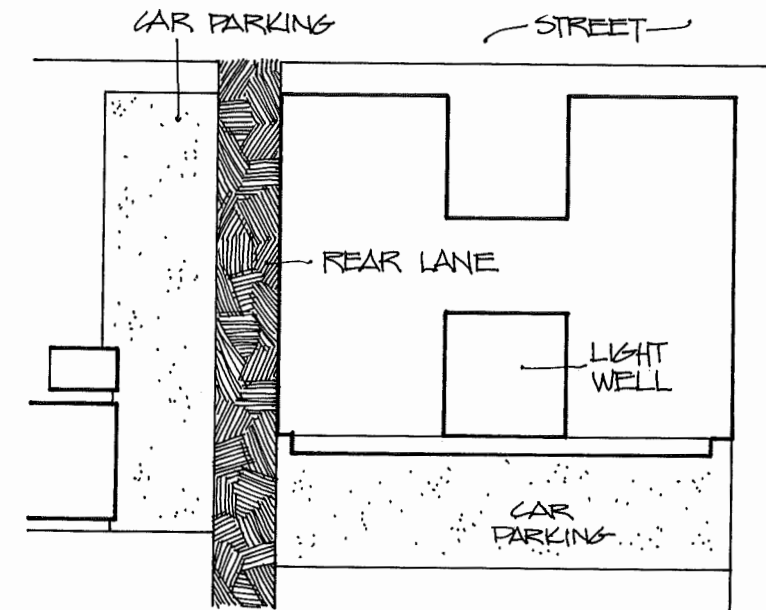 CAR PARKING
STREET
REAR LANE
LIGHT
WELL
CAR
PARKING